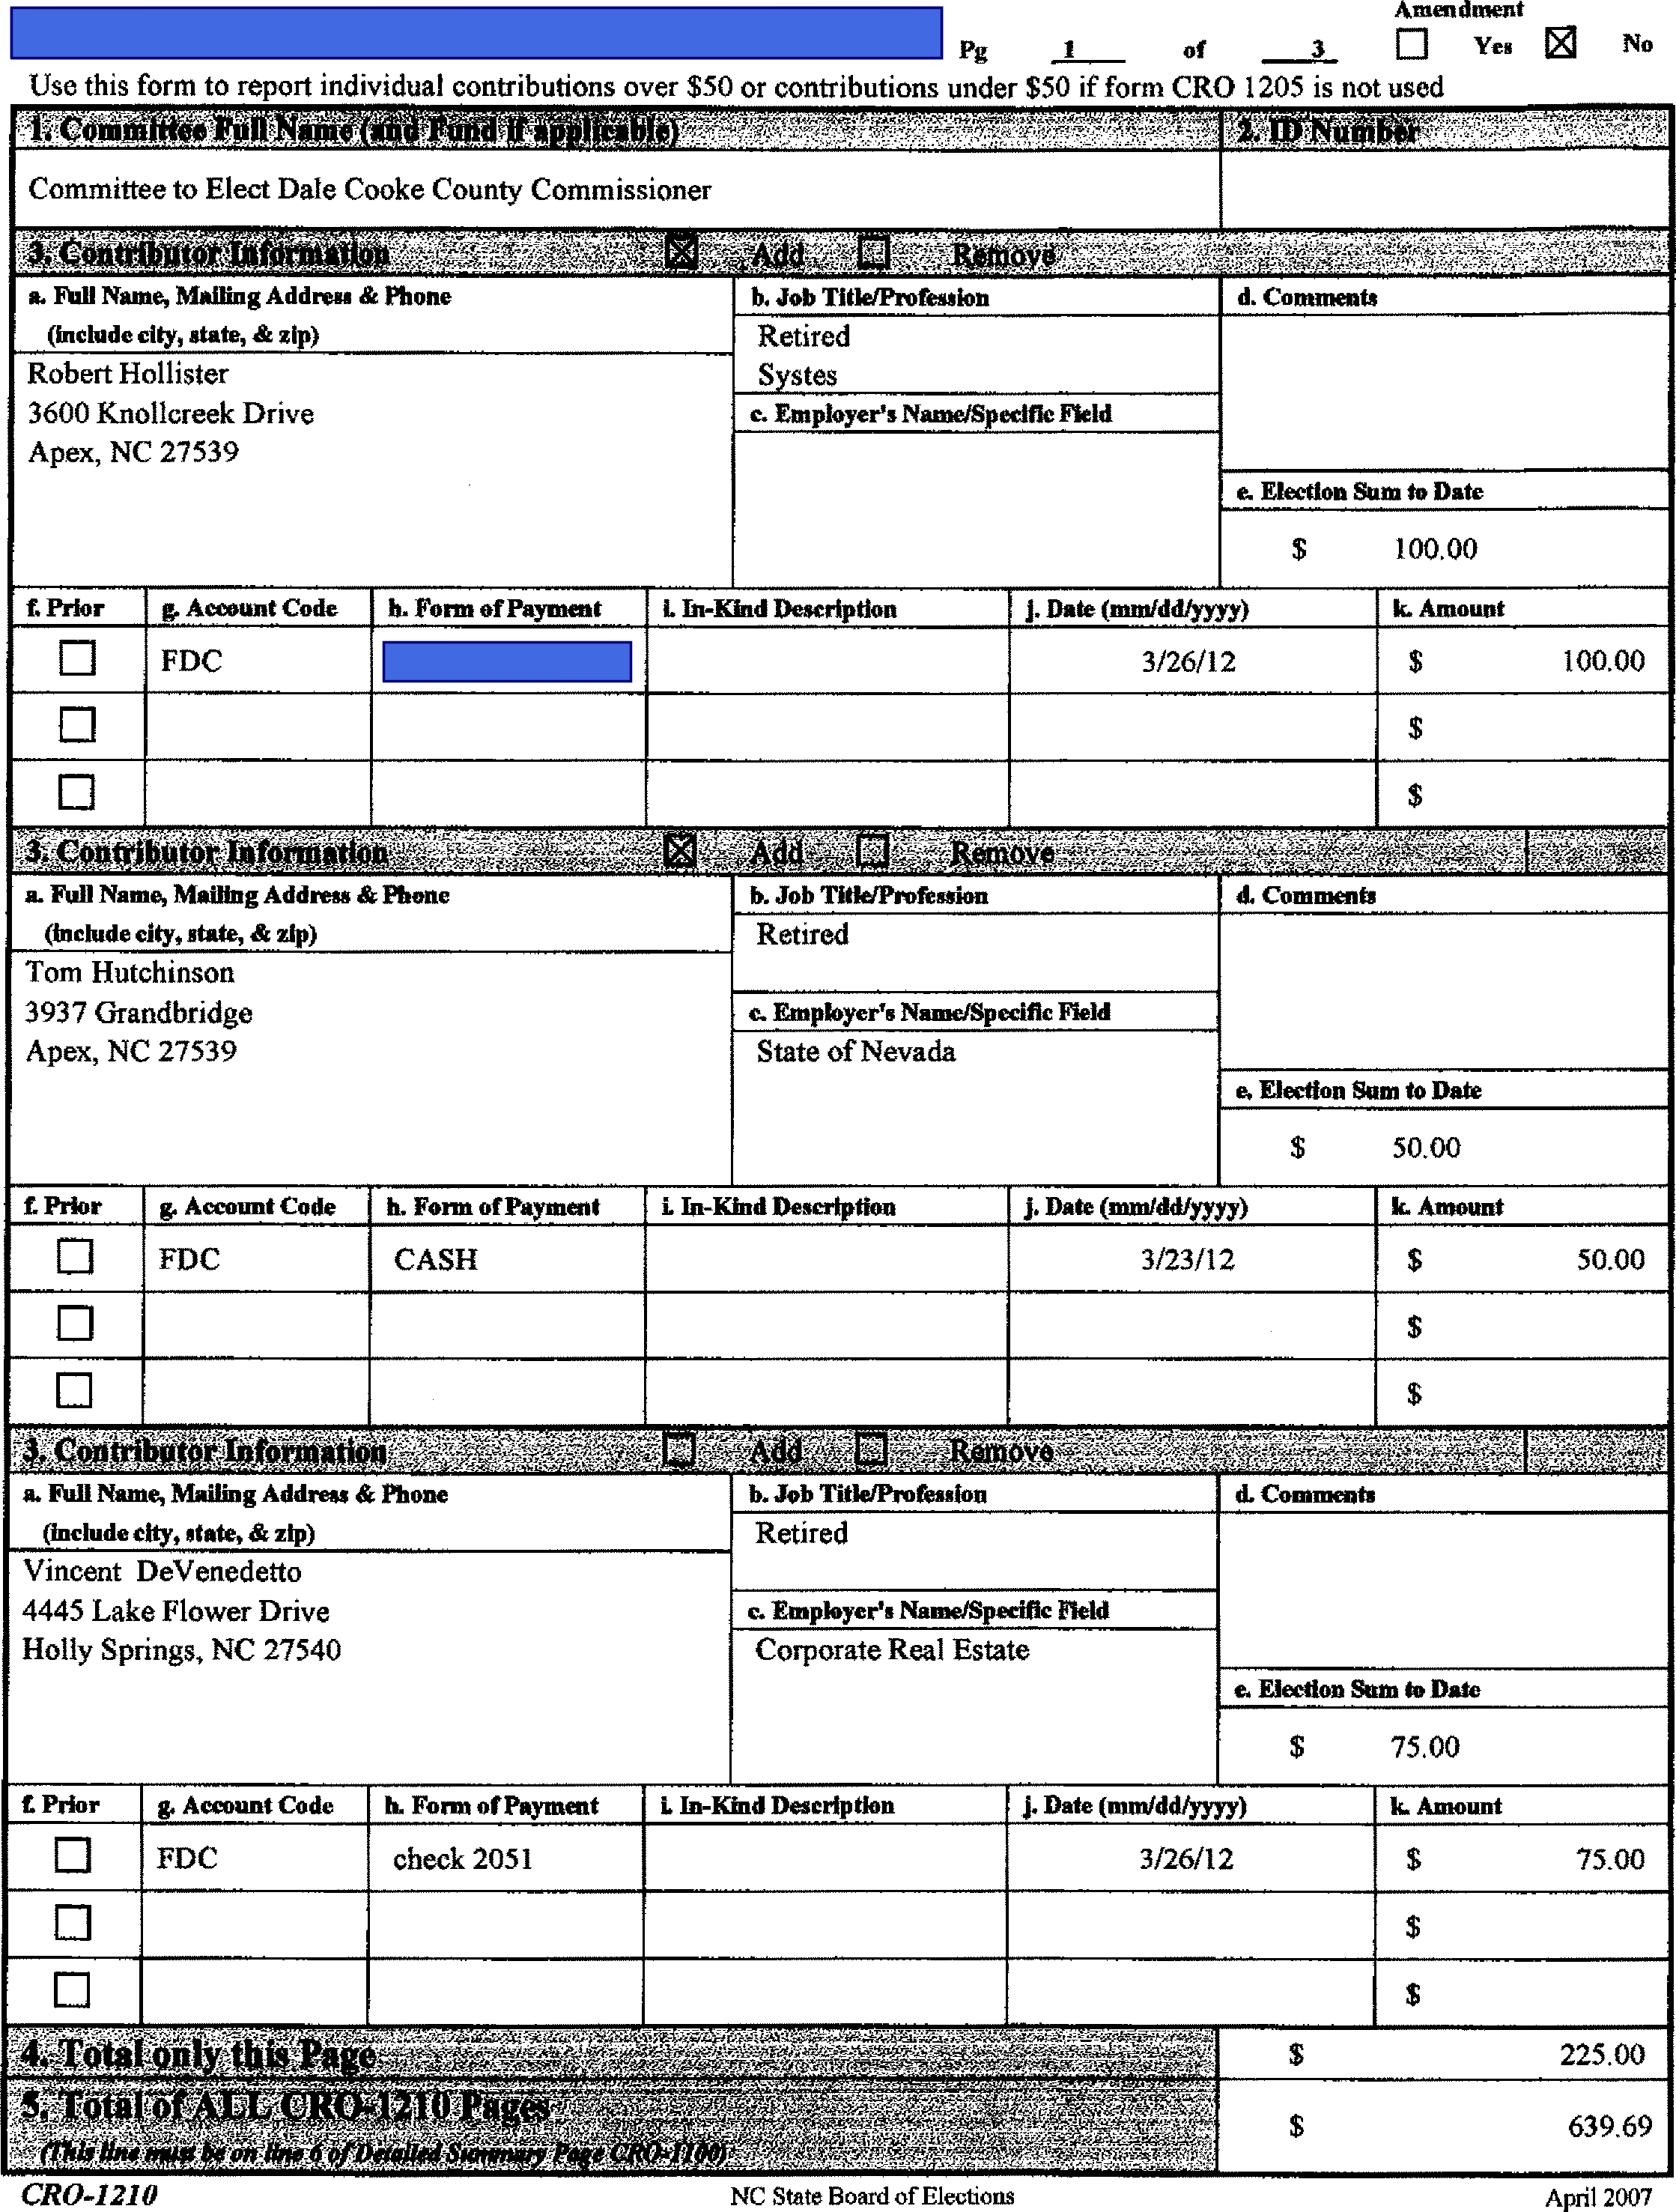 Amendment
Pg 1 of 3 Yes No
Use this form to report individual contributions over $50 or contributions under $50 if form CRO 1205 is not used
1. Committee Full Name (and Fund if applicable) 2. ID Number
Committee to Elect Dale Cooke County Commissioner
3. Contributor Information Add Remove
a. Full Name, Mailing Address & Phone b. Job Title/Profession d. Comments
(include city, state, & zip) Retired
Robert Hollister Systes
3600 Knollcreek Drive c. Employer's Name/Specific Field
Apex, NC 27539
e. Election Sum to Date
$ 100.00
f. Prior g. Account Code h. Form of Payment i. In-Kind Description j. Date (mm/dd/yyyy) k. Amount
FDC 3/26/12 $ 100.00
$
$
3. Contributor Information Add Remove
a. Full Name, Mailing Address & Phone b. Job Title/Profession d. Comments
(include city, state, & zip) Retired
Tom Hutchinson
3937 Grandbridge c. Employer's Name/Specific Field
Apex, NC 27539 State of Nevada
e. Election Sum to Date
$ 50.00
f. Prior g. Account Code h. Form of Payment i. In-Kind Description j. Date (mm/dd/yyyy) k. Amount
FDC CASH 3/23/12 $ 50.00
$
$
3. Contributor Information Add Remove
a. Full Name, Mailing Address & Phone b. Job Title/Profession d. Comments
(include city, state, & zip) Retired
Vincent DeVenedetto
4445 Lake Flower Drive c. Employer's Name/Specific Field
Holly Springs, NC 27540 Corporate Real Estate
e. Election Sum to Date
$ 75.00
f. Prior g. Account Code h. Form of Payment i. In-Kind Description j. Date (mm/dd/yyyy) k. Amount
FDC check 2051 3/26/12 $ 75.00
$
$
4. Total only this Page $ 225.00
5. Total of ALL CRO-1210 Pages $ 639.69
(This line must be on line 6 of Detailed Summary Page CRO-1100)
CRO-1210 NC State Board of Elections April 2007